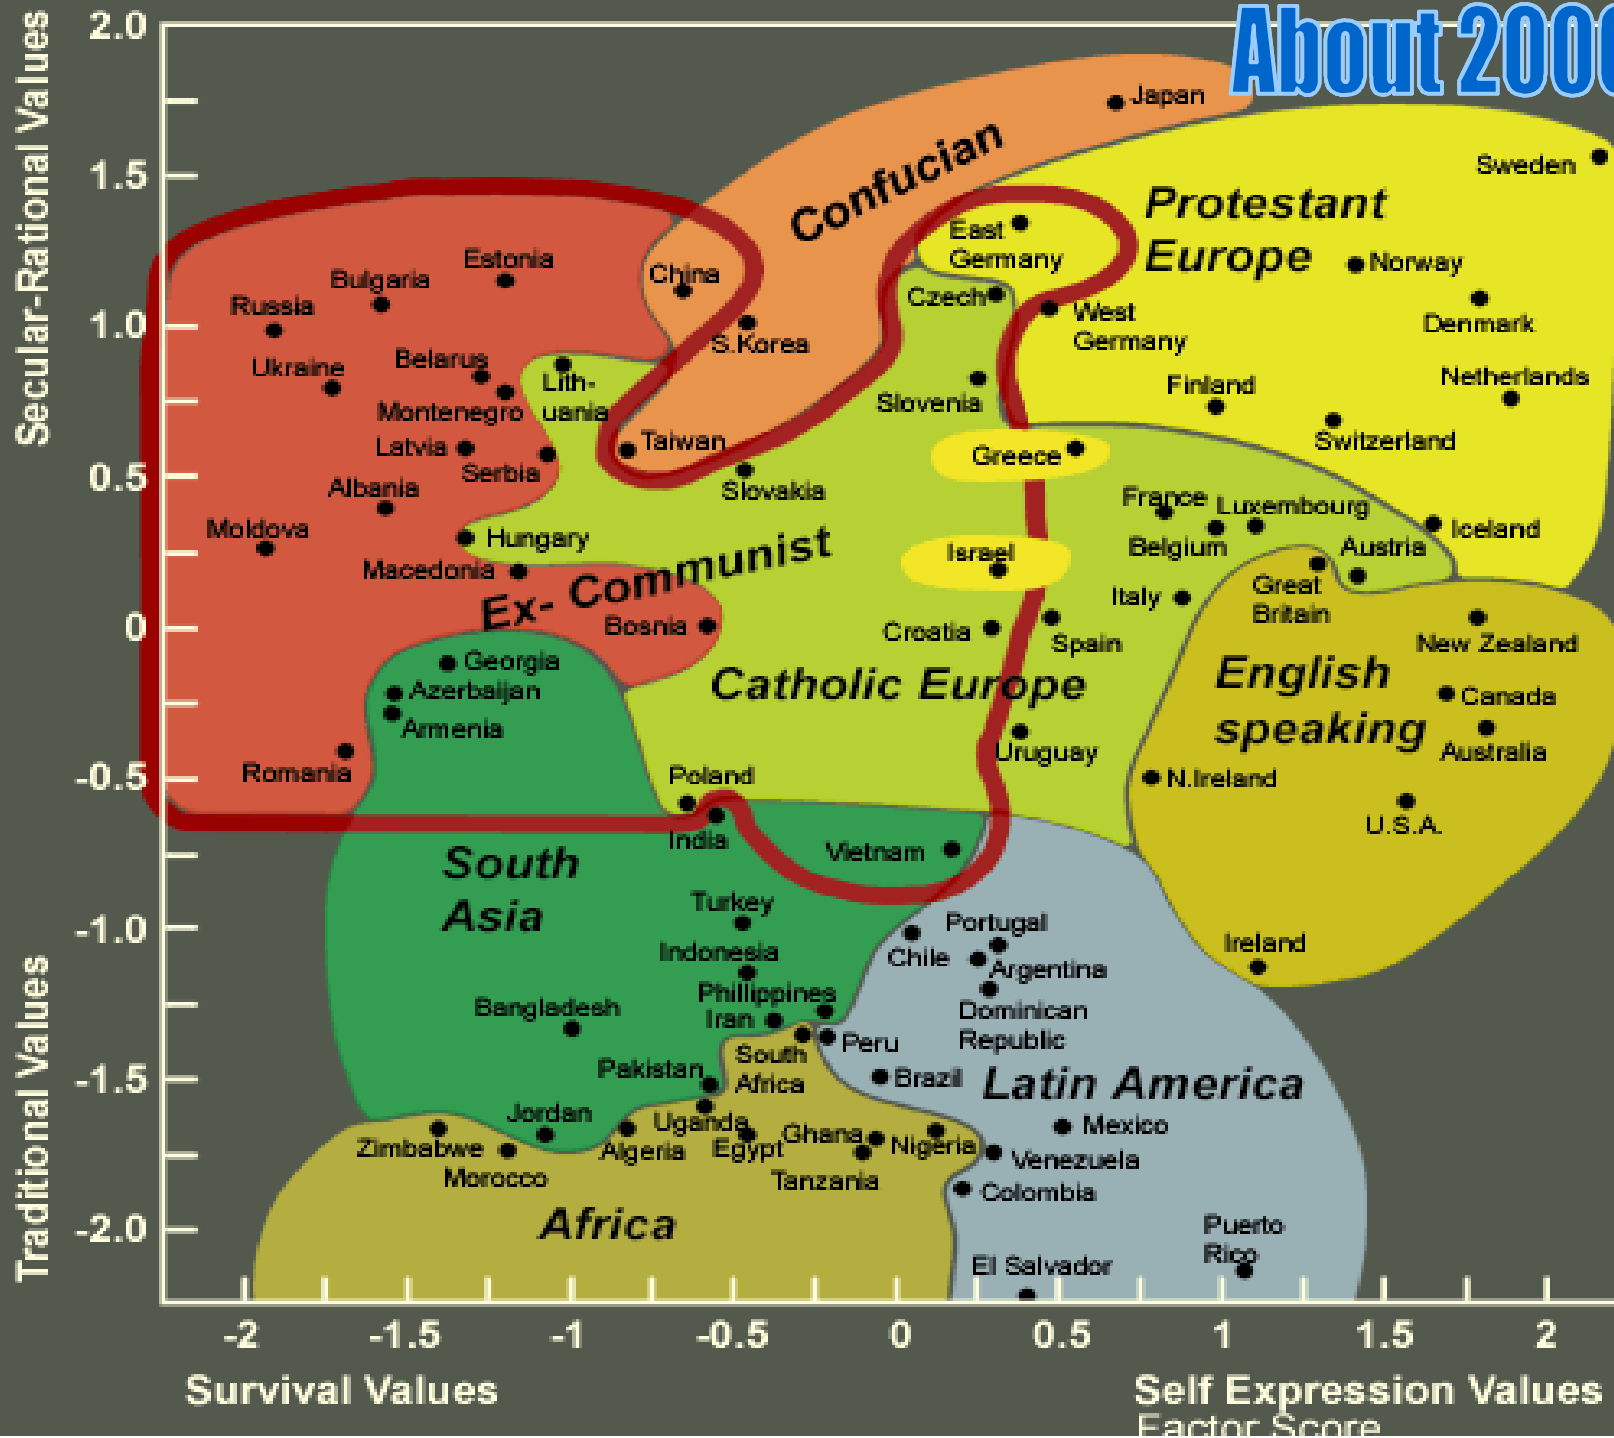 About 2000
2.0
Secular-Rational Values
Japan
Confucian
1.5
Sweden
Protestant
Europe
East
Germany
Norway
Estonia
China
Bulgaria
Czech
Denmark
Russia
West
Germany
1.0
S.Korea
Belarus
Ukraine
Lith-
uania
Finland
Netherlands
Montenegro
Slovenia
Switzerland
Latvia
Taiwan
Serbia
Greece
0.5
Albania
Slovakia
France
Luxembourg
Moldova
Hungary
Belgium
Iceland
Austria
Macedonia
Ex- Communist
Israel
Great
Britain
Italy
0
Bosnia
Croatia
Spain
New Zealand
Georgia
Catholic Europe
English
speaking
Azerbaijan
Canada
Armenia
Uruguay
Australia
Romania
-0.5
Poland
N.Ireland
India
U.S.A.
Vietnam
South
Asia
Turkey
-1.0
Portugal
Chile
Ireland
Indonesia
Argentina
Phillippines
Bangladesh
Iran
Dominican
Republic
Peru
South
Africa
Pakistan
Brazil
-1.5
Latin America
Jordan
Uganda
Ghana
Mexico
Zimbabwe
Algeria
Egypt
Nigeria
Venezuela
Morocco
Tanzania
Colombia
Africa
-2.0
Puerto
Rico
El Salvador
Traditional Values
-2
-1.5
-1
-0.5
0
0.5
1
1.5
2
Survival Values
Self Expression Values
Factor Score